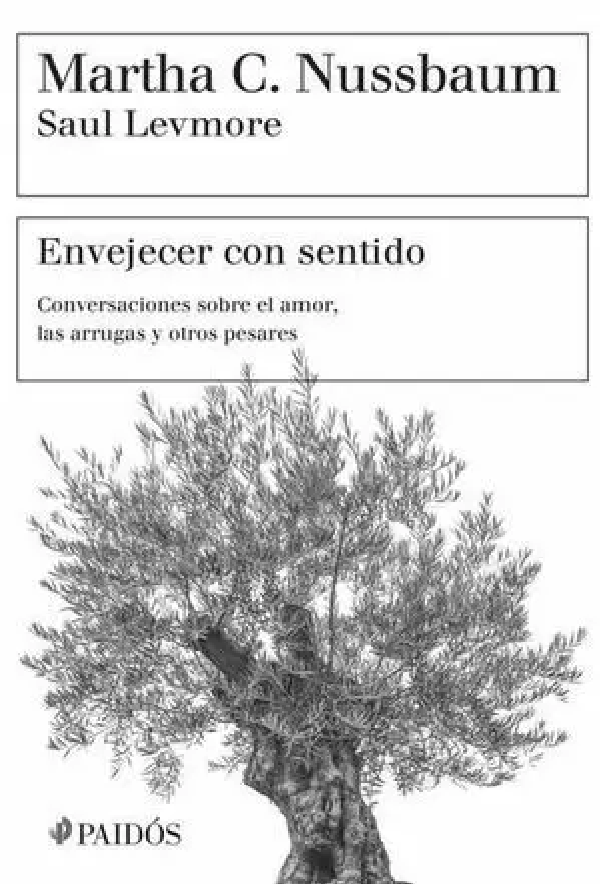 Martha C. Nussbaum
Saul Levmore
Envejecer con sentido
Conversaciones sobre el amor,
las arrugas y otros pesares
PAIDÓS